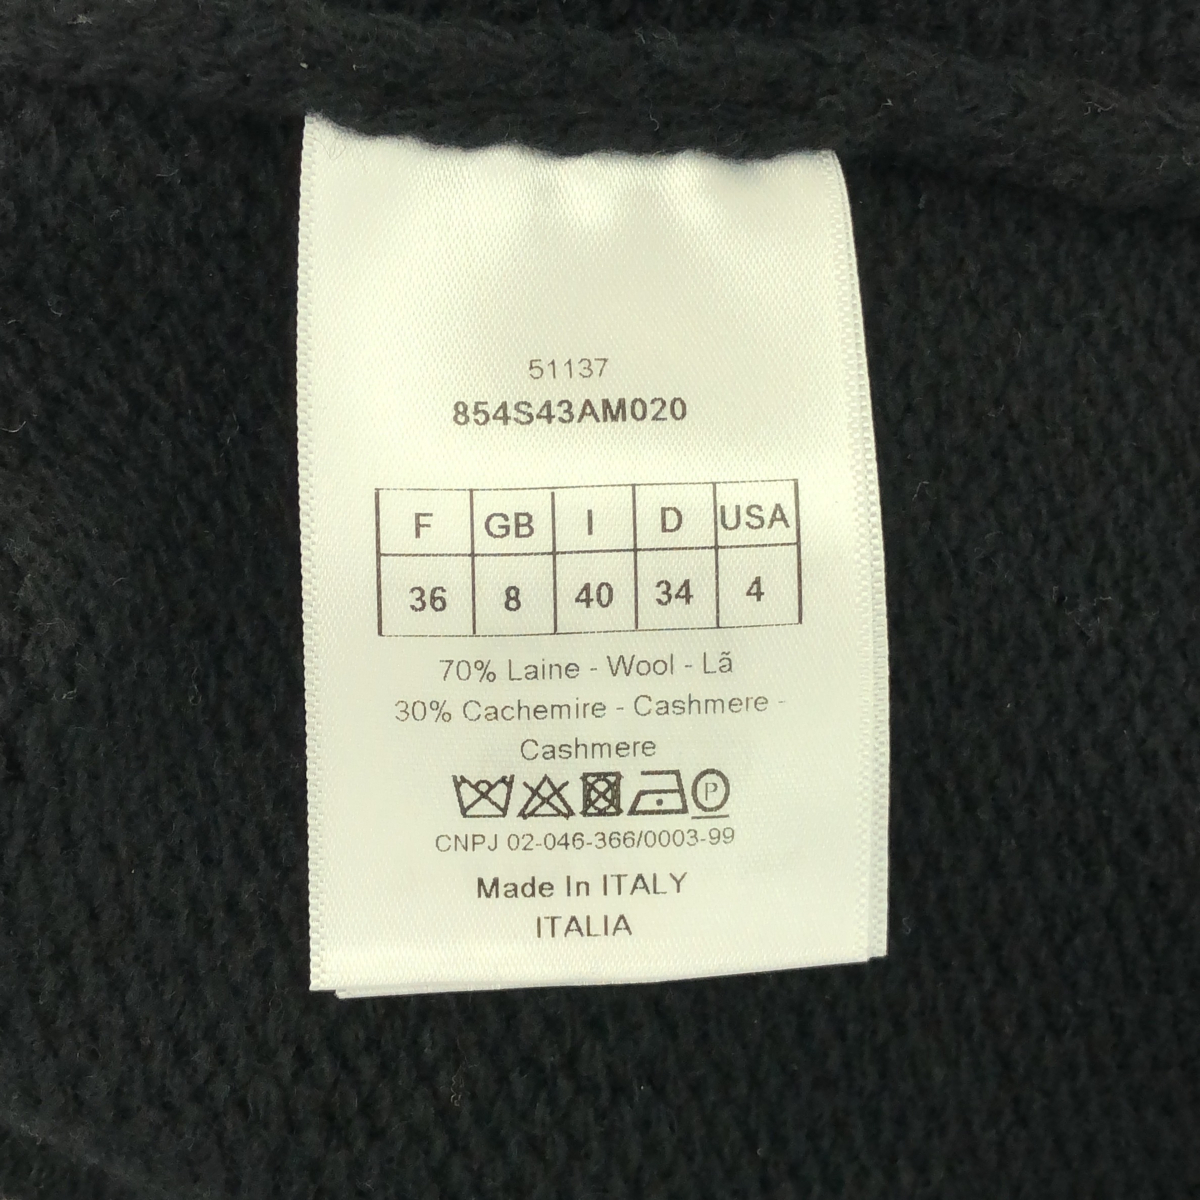 51137
854S43AM020
F GB I D USA
36 8 40 34 4
70% Laine - Wool - Lã
30% Cachemire - Cashmere -
Cashmere
P
CNPJ 02-046-366/0003-99
Made In ITALY
ITALIA